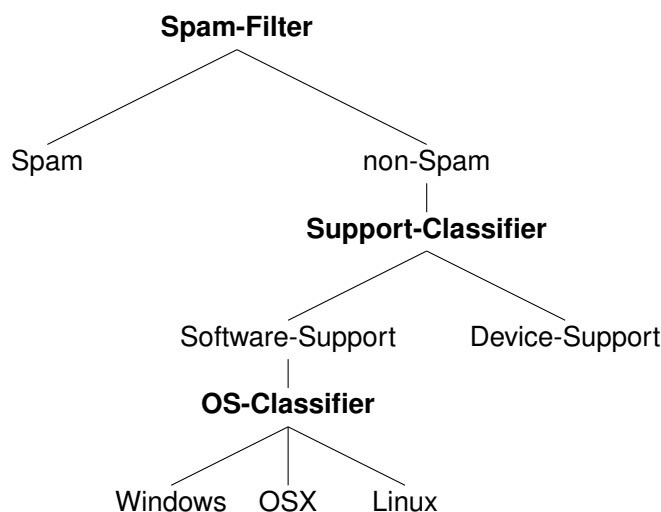 Spam-Filter
Spam non-Spam
Support-Classifier
Software-Support Device-Support
OS-Classifier
Windows OSX Linux